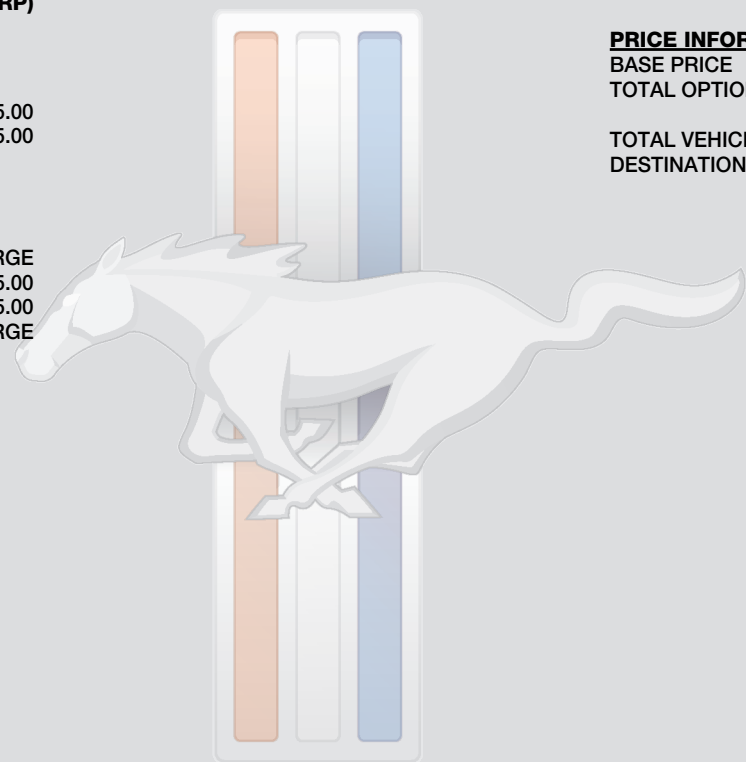 RP)
5.00
5.00
RGE
5.00
5.00
RGE
PRICE INFOR
BASE PRICE
TOTAL OPTIO
TOTAL VEHIC
DESTINATION